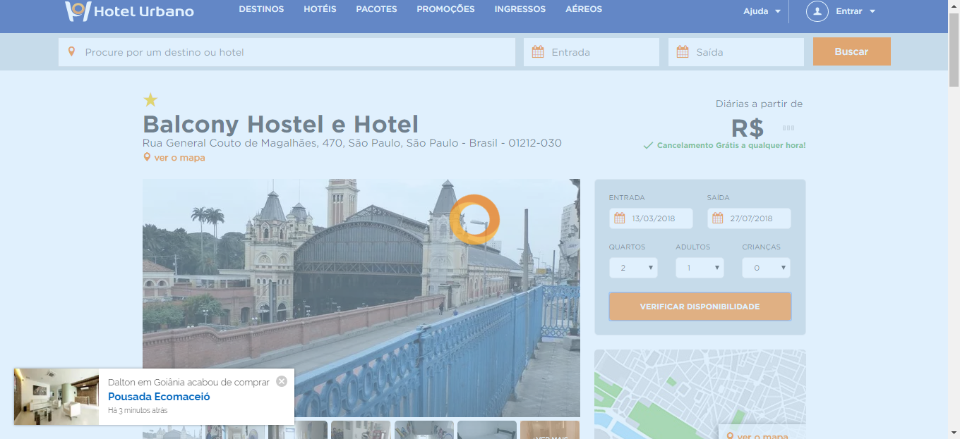 Hotel Urbano
DESTINOS HOTÉIS PACOTES PROMOÇÕES INGRESSOS AÉREOS
Ajuda Entrar
Procure por um destino ou hotel
Entrada
Saída
Buscar
Balcony Hostel e Hotel
Rua General Couto de Magalhães, 470, São Paulo, São Paulo - Brasil - 01212-030
ver o mapa
Diárias a partir de
R$
Cancelamento Grátis a qualquer hora!
ENTRADA SAÍDA
13/03/2018 27/07/2018
QUARTOS ADULTOS CRIANÇAS
2 1 0
VERIFICAR DISPONIBILIDADE
Dalton em Goiânia acabou de comprar
Pousada Ecomaceió
Há 3 minutos atrás
ver o mapa